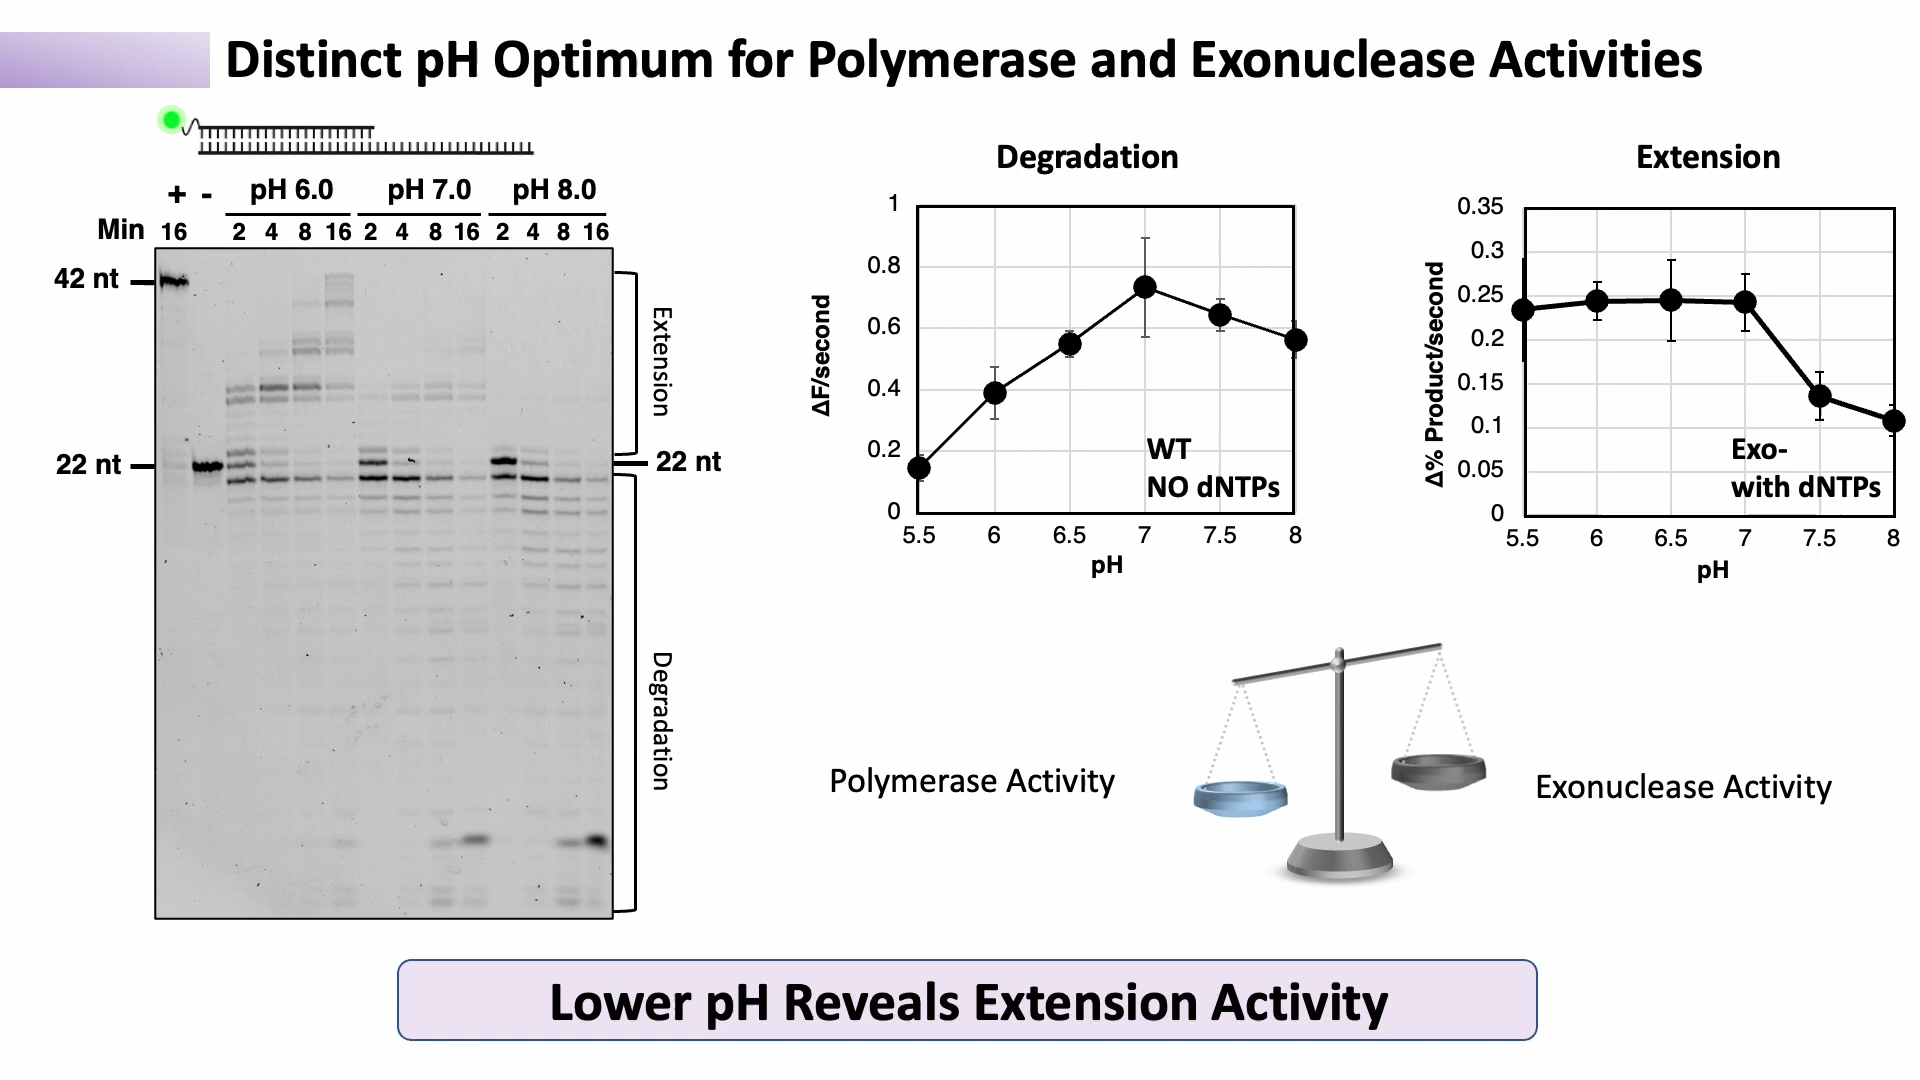 Distinct pH Optimum for Polymerase and Exonuclease Activities
+ - pH 6.0 pH 7.0 pH 8.0
Min 16 2 4 8 16 2 4 8 16 2 4 8 16
42 nt
22 nt
22 nt
Extension
Degradation
Degradation
1
0.8
0.6
0.4
0.2
0
ΔF/second
WT
NO dNTPs
5.5 6 6.5 7 7.5 8
pH
Extension
0.35
0.3
0.25
0.2
0.15
0.1
0.05
0
Δ% Product/second
Exo-
with dNTPs
5.5 6 6.5 7 7.5 8
pH
Polymerase Activity
Exonuclease Activity
Lower pH Reveals Extension Activity